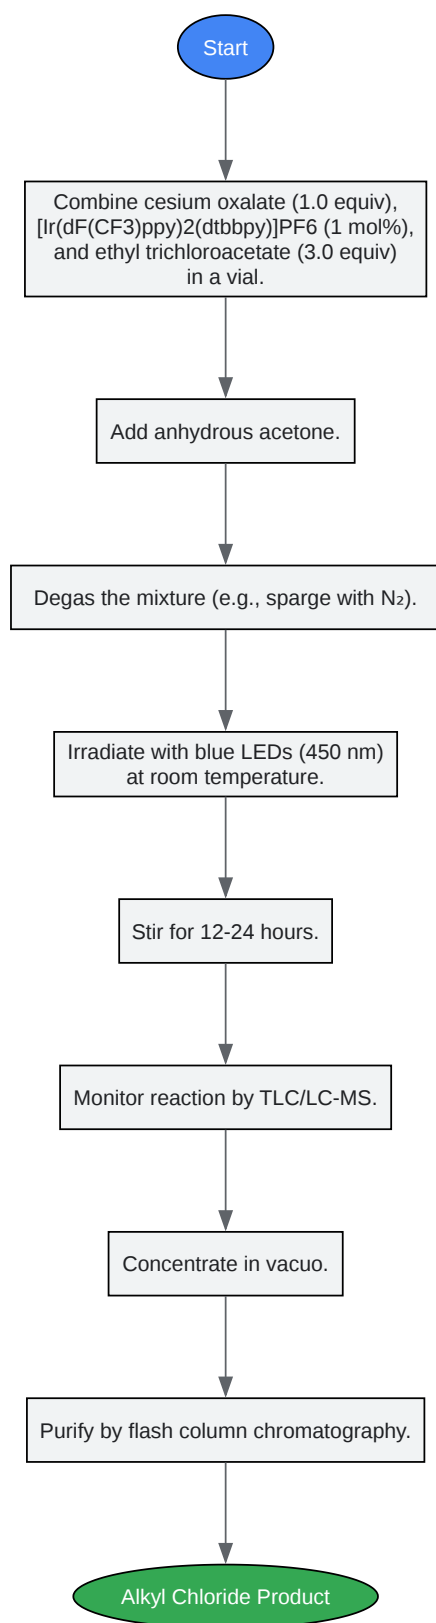 Start
Combine cesium oxalate (1.0 equiv),
[Ir(dF(CF3)ppy)2(dtbbpy)]PF6 (1 mol%),
and ethyl trichloroacetate (3.0 equiv)
in a vial.
Add anhydrous acetone.
Degas the mixture (e.g., sparge with N₂).
Irradiate with blue LEDs (450 nm)
at room temperature.
Stir for 12-24 hours.
Monitor reaction by TLC/LC-MS.
Concentrate in vacuo.
Purify by flash column chromatography.
Alkyl Chloride Product